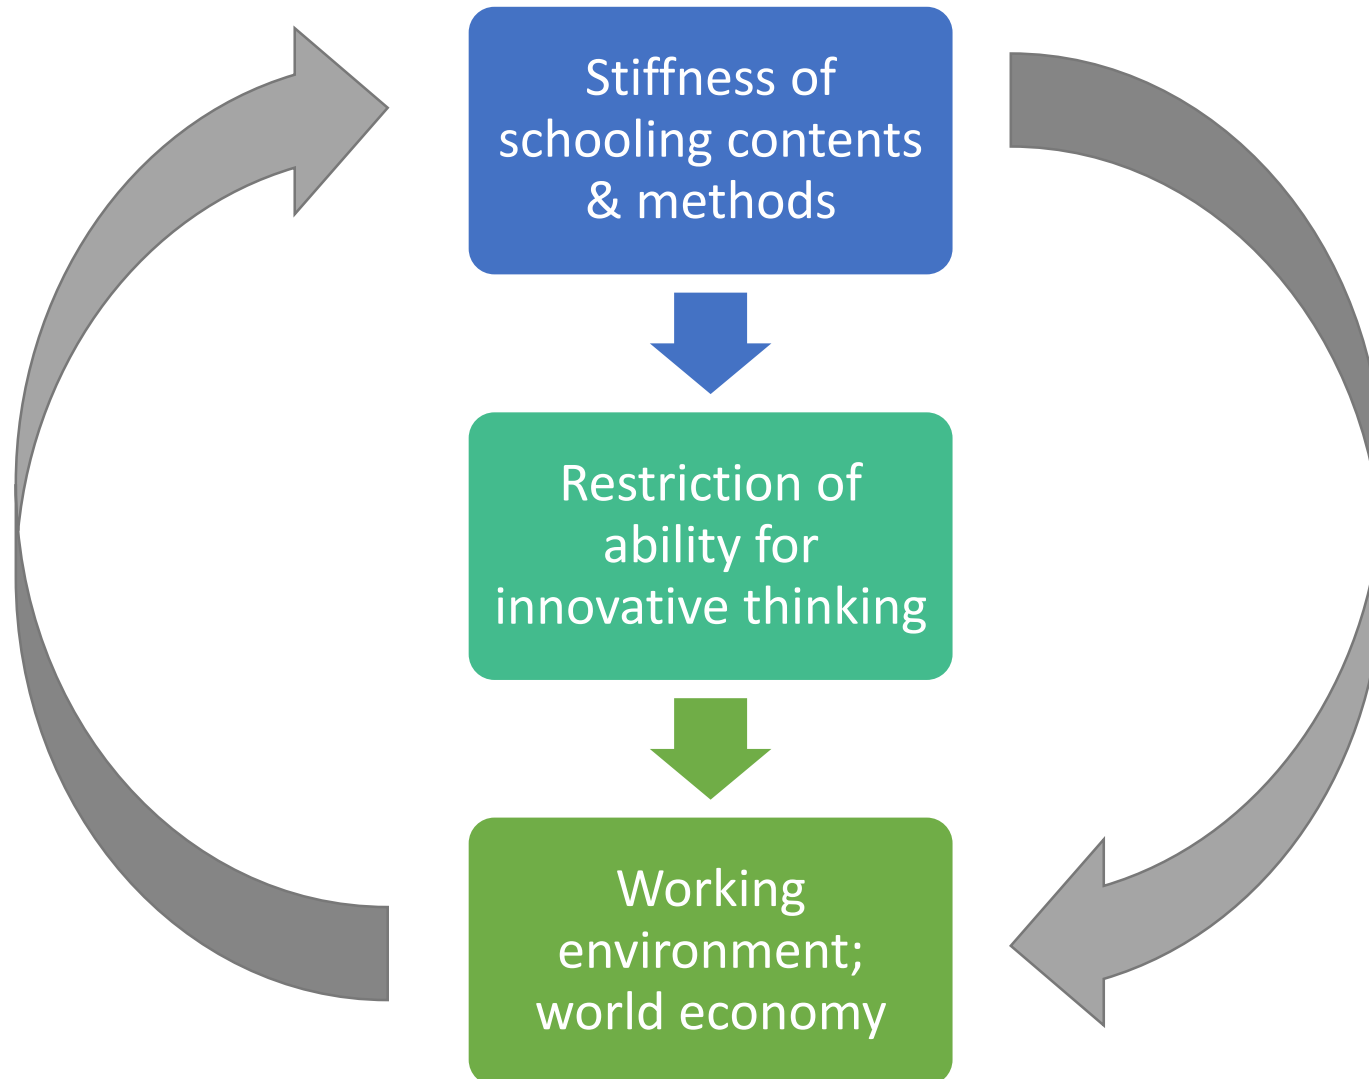 Stiffness of
schooling contents
& methods
Restriction of
ability for
innovative thinking
Working
environment;
world economy